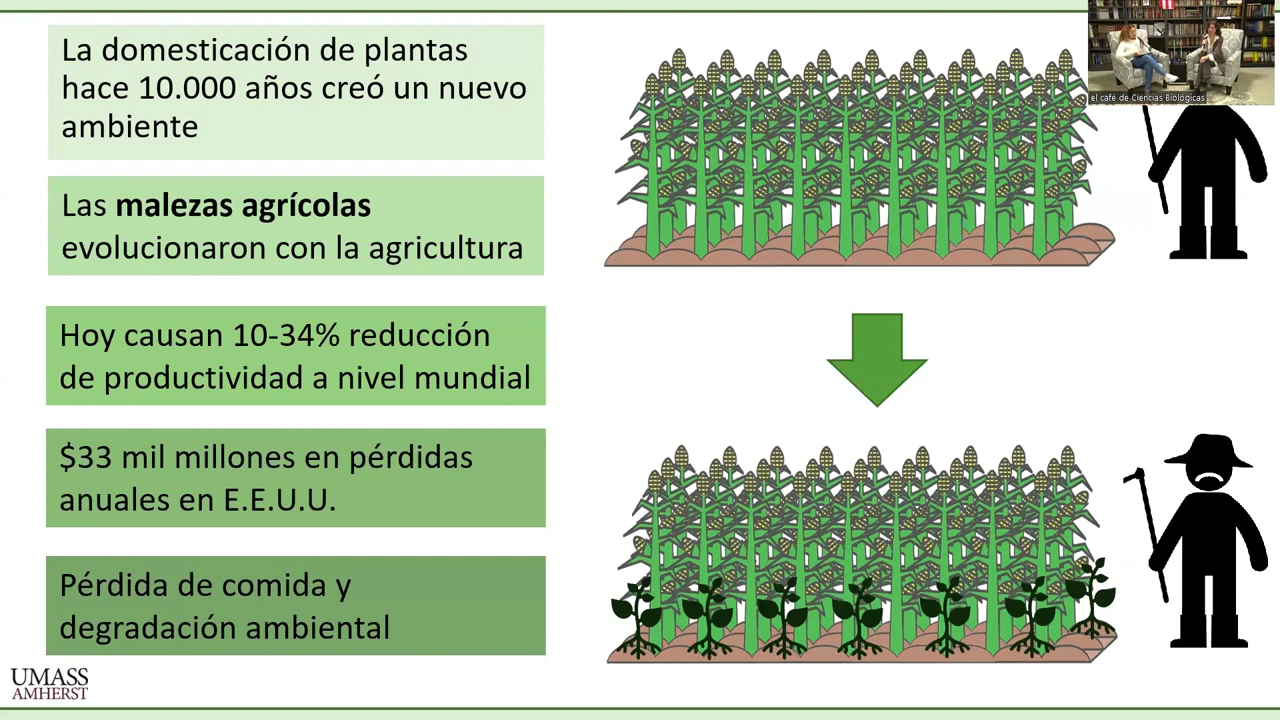 La domesticación de plantas
hace 10.000 años creó un nuevo
ambiente
Las malezas agrícolas
evolucionaron con la agricultura
Hoy causan 10-34% reducción
de productividad a nivel mundial
$33 mil millones en pérdidas
anuales en E.E.U.U.
Pérdida de comida y
degradación ambiental
UMASS
AMHERST
el café de Ciencias Biológicas